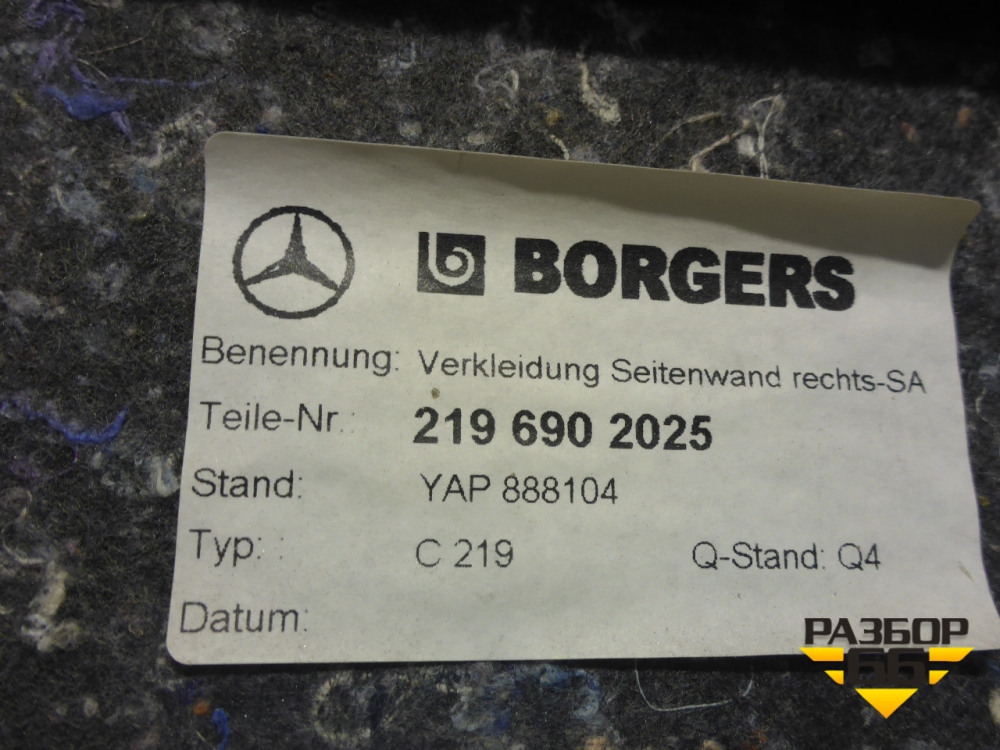 BORGERS
Benennung: Verkleidung Seitenwand rechts-SA
Teile-Nr.: 219 690 2025
Stand: YAP 888104
Typ: : C 219 Q-Stand: Q4
Datum:
РАЗБОР
66